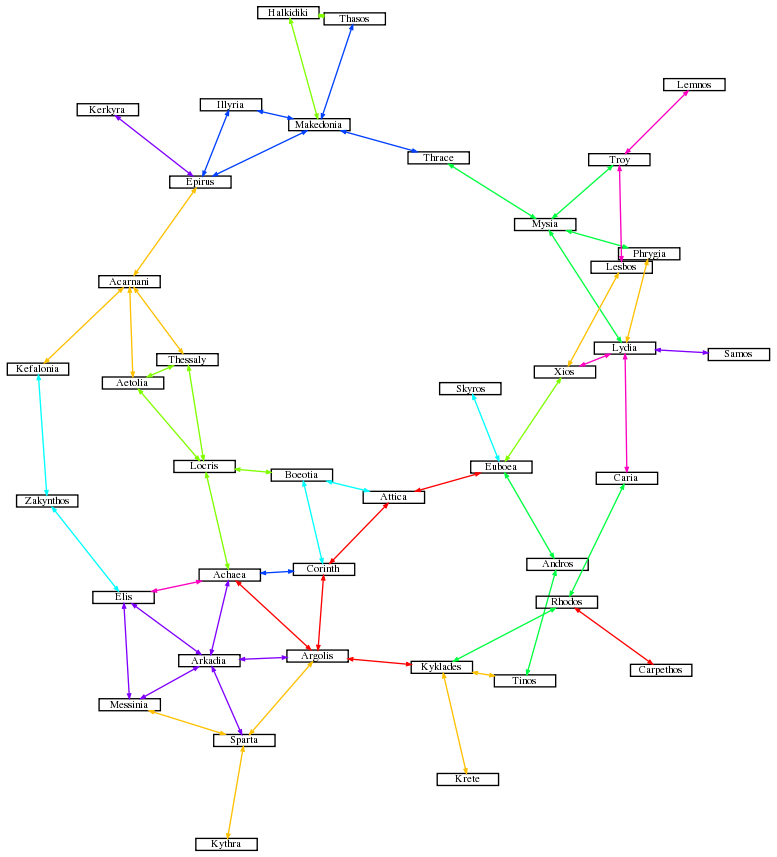 Halkidiki
Thasos
Lemnos
Illyria
Kerkyra
Makedonia
Thrace
Troy
Epirus
Mysia
Phrygia
Lesbos
Acarnani
Lydia
Samos
Thessaly
Kefalonia
Xios
Aetolia
Skyros
Locris
Euboea
Boeotia
Caria
Attica
Zakynthos
Andros
Corinth
Achaea
Elis
Rhodos
Argolis
Arkadia
Kyklades
Carpethos
Tinos
Messinia
Sparta
Krete
Kythra